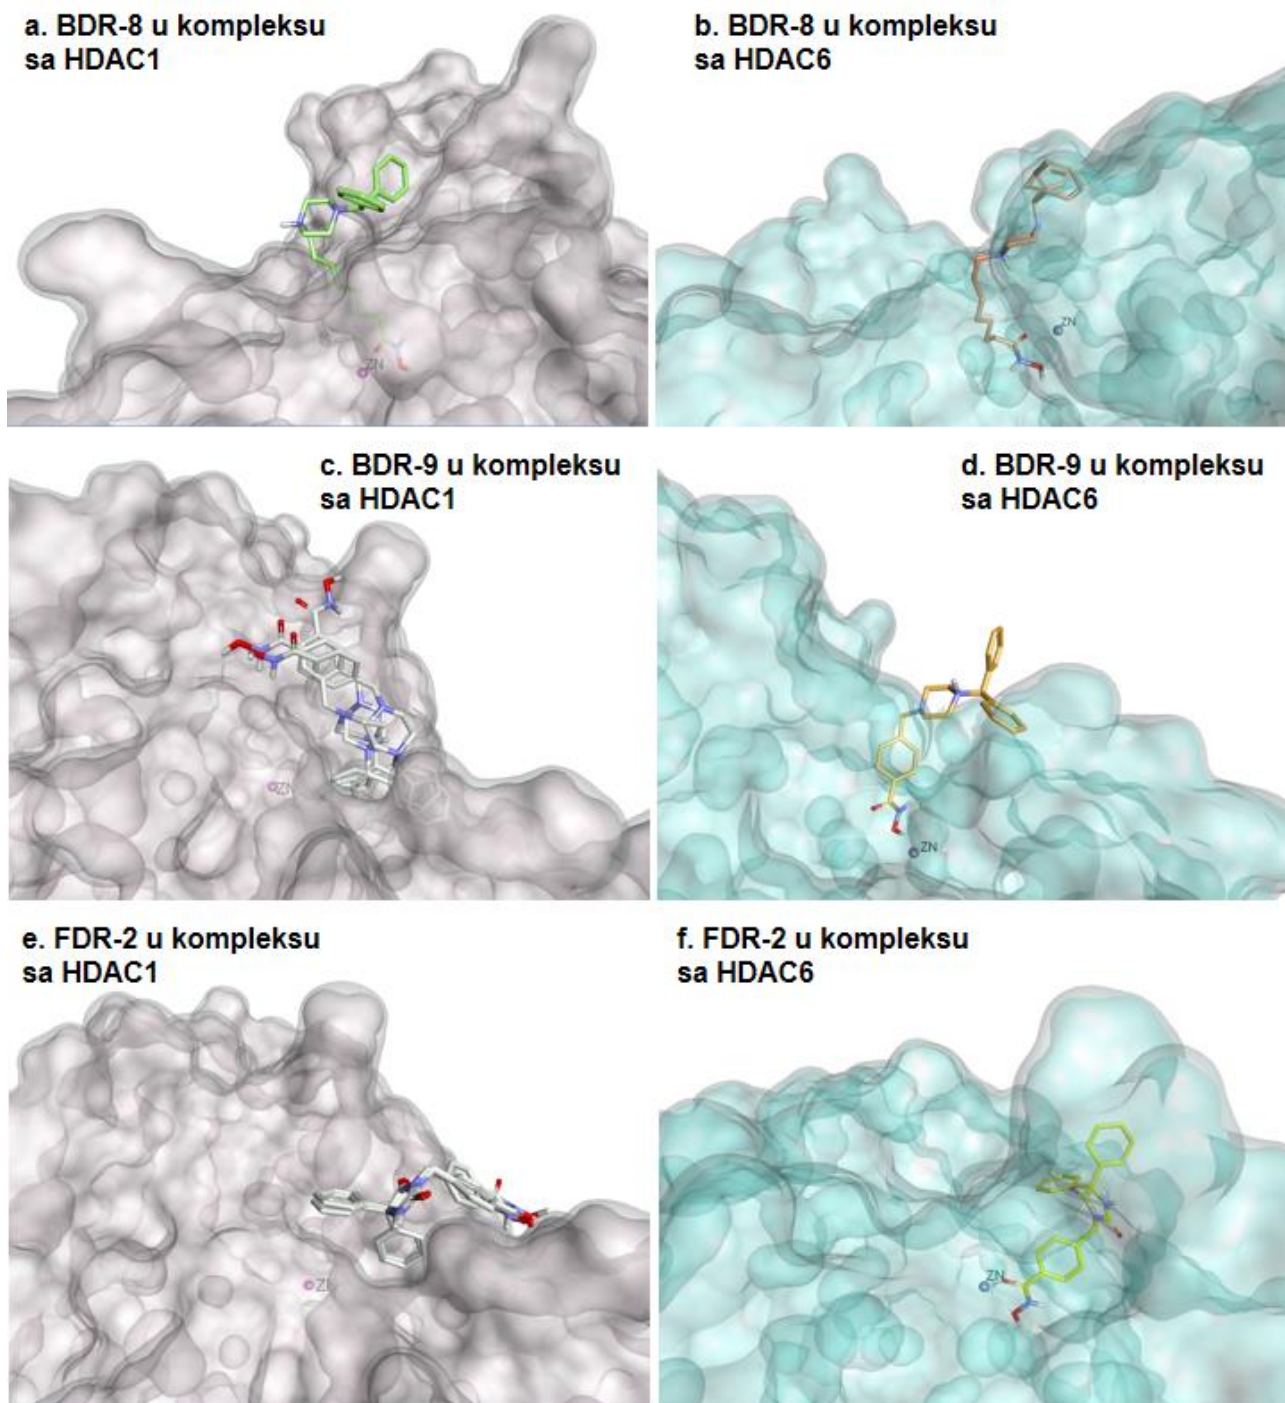 a. BDR-8 u kompleksu
sa HDAC1
b. BDR-8 u kompleksu
sa HDAC6
ZN
ZN
c. BDR-9 u kompleksu
sa HDAC1
d. BDR-9 u kompleksu
sa HDAC6
ZN
ZN
e. FDR-2 u kompleksu
sa HDAC1
f. FDR-2 u kompleksu
sa HDAC6
ZN
ZN